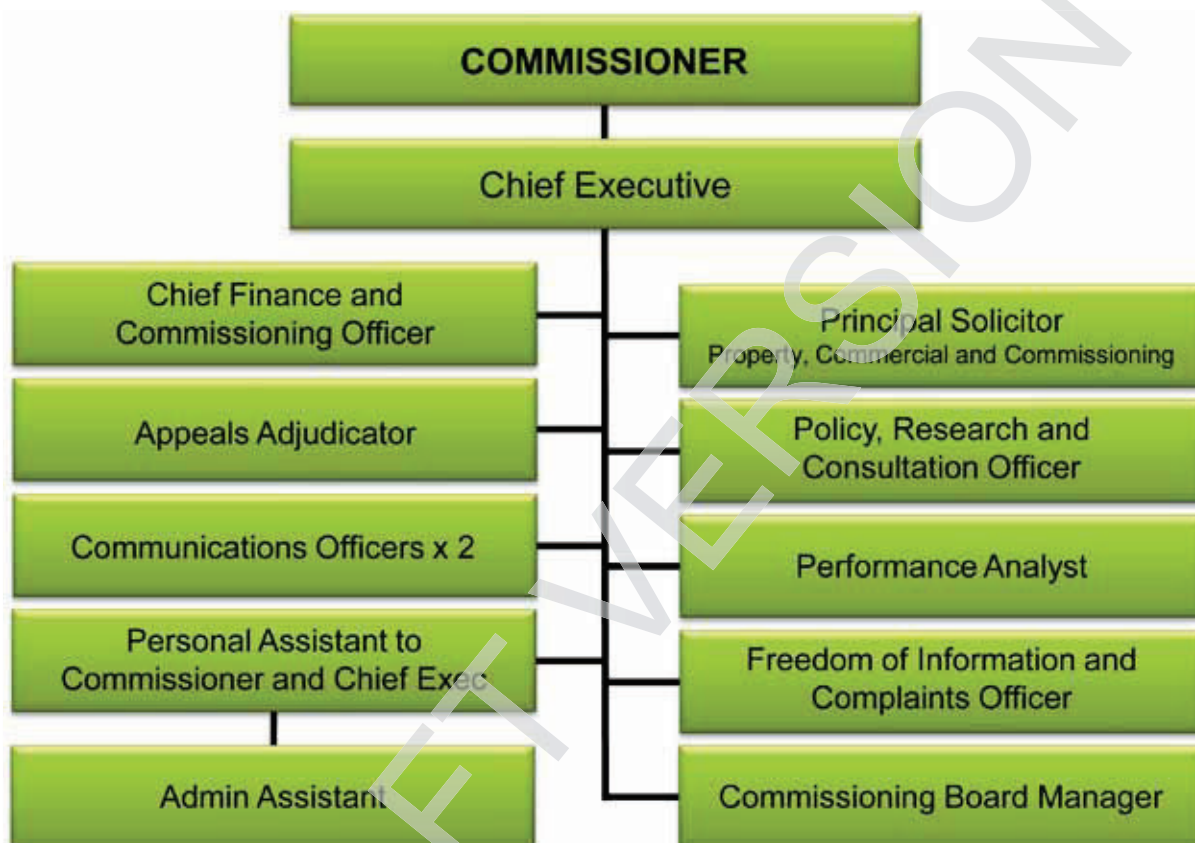 COMMISSIONER
Chief Executive
Chief Finance and
Commissioning Officer
Appeals Adjudicator
Communications Officers x 2
Personal Assistant to
Commissioner and Chief Exec
Admin Assistant
Principal Solicitor
Property, Commercial and Commissioning
Policy, Research and
Consultation Officer
Performance Analyst
Freedom of Information and
Complaints Officer
Commissioning Board Manager
FT VERSION